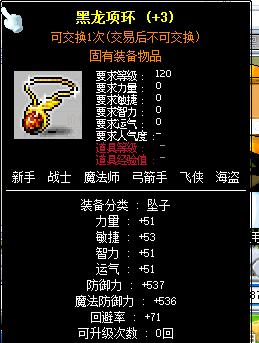 黑龙项环 (+3)
可交换1次(交易后不可交换)
固有装备物品
要求等级： 120
要求力量： 0
要求敏捷： 0
要求智力： 0
要求运气： 0
要求人气度： -
道具等级： -
道具经验值： -
新手 战士 魔法师 弓箭手 飞侠 海盗
装备分类 : 坠子
力量 : +51
敏捷 : +53
智力 : +51
运气 : +51
防御力 : +537
魔法防御力 : +536
回避率 : +71
可升级次数 : 0回